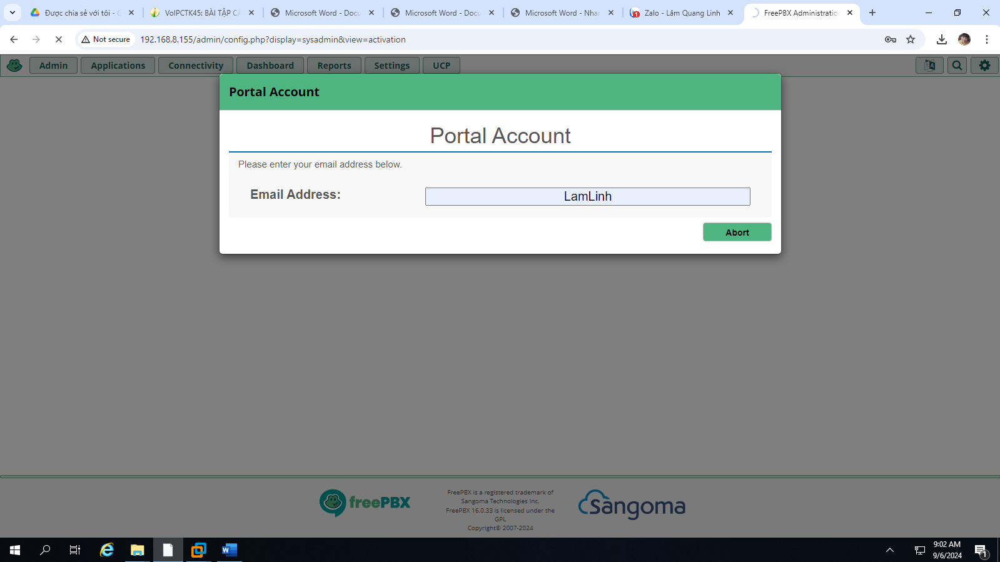 Được chia sẻ với tôi - G
VoIPCTK45: BÀI TẬP CÁ
Microsoft Word - Docu
Microsoft Word - Docu
Microsoft Word - Nhan
Zalo - Lâm Quang Linh
FreePBX Administration
Not secure
192.168.8.155/admin/config.php?display=sysadmin&view=activation
Admin
Applications
Connectivity
Dashboard
Reports
Settings
UCP
Portal Account
Portal Account
Please enter your email address below.
Email Address:
LamLinh
Abort
freePBX
FreePBX is a registered trademark of
Sangoma Technologies Inc.
FreePBX 16.0.33 is licensed under the
GPL
Copyright© 2007-2024
Sangoma
9:02 AM
9/6/2024
1